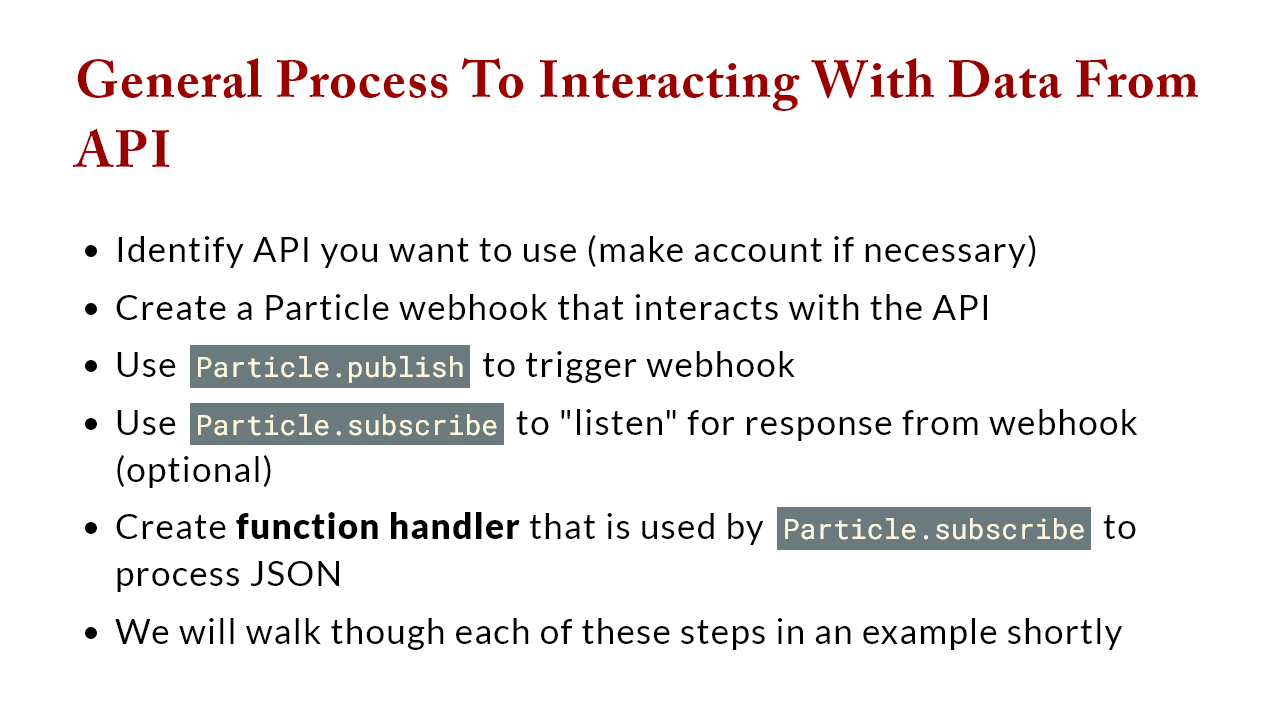 General Process To Interacting With Data From
API
• Identify API you want to use (make account if necessary)
• Create a Particle webhook that interacts with the API
• Use Particle.publish to trigger webhook
• Use Particle.subscribe to "listen" for response from webhook
(optional)
• Create function handler that is used by Particle.subscribe to
process JSON
• We will walk though each of these steps in an example shortly